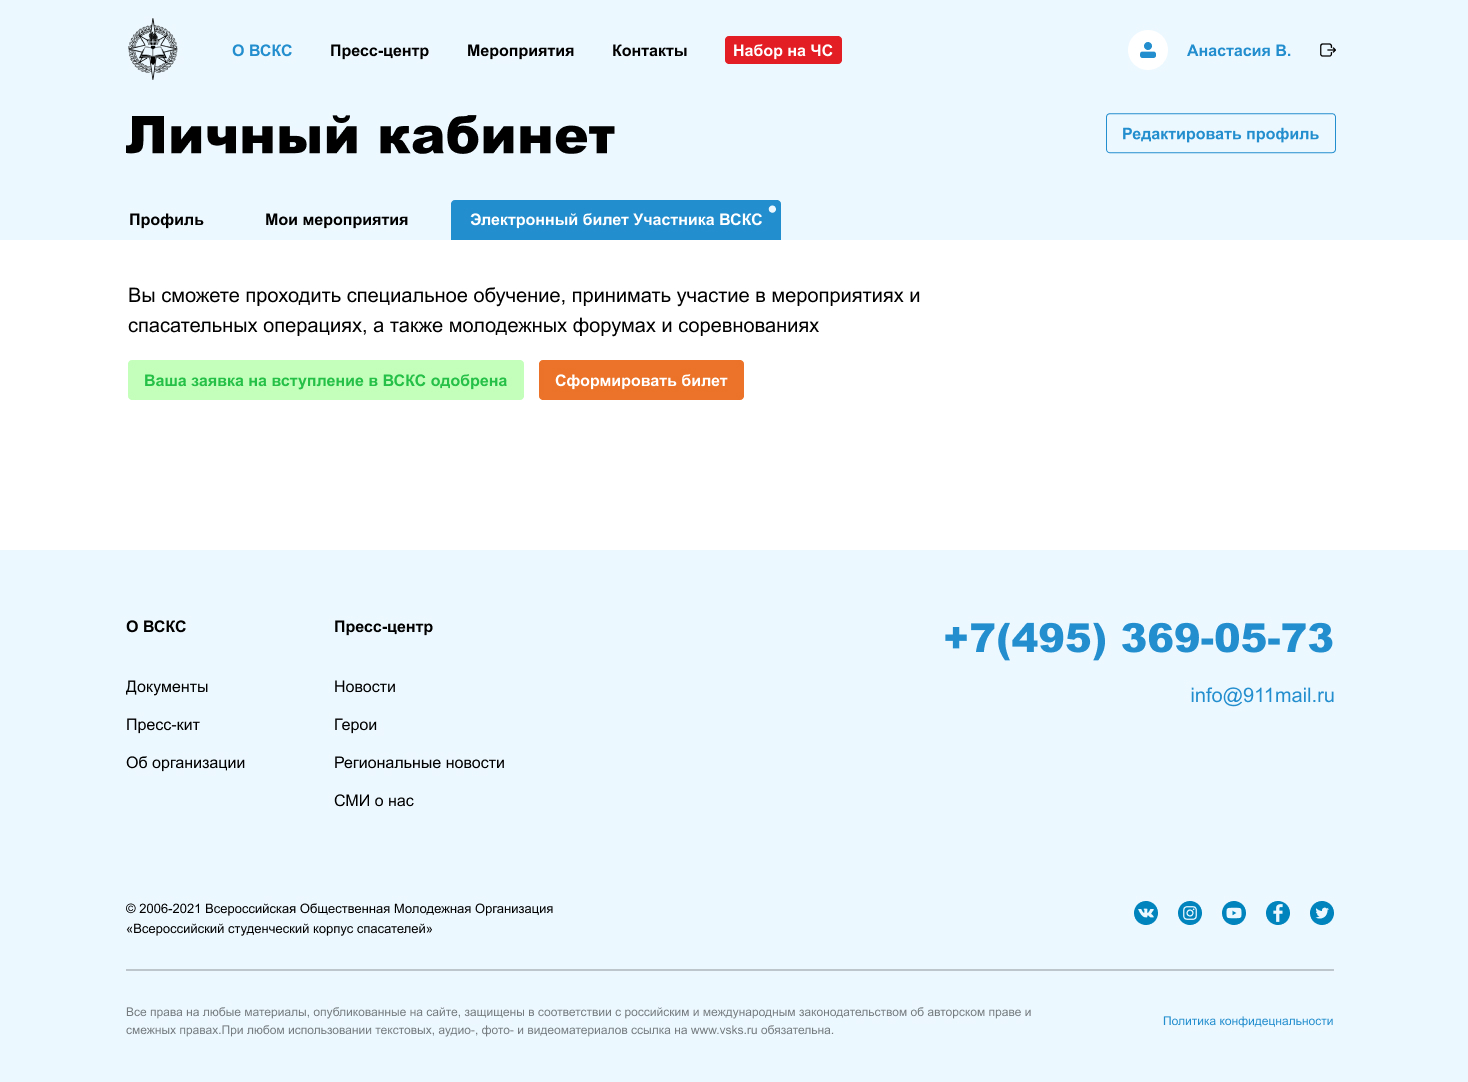 О ВСКС
Пресс-центр
Мероприятия
Контакты
Набор на ЧС
Анастасия В.
Личный кабинет
Редактировать профиль
Профиль
Мои мероприятия
Электронный билет Участника ВСКС
Вы сможете проходить специальное обучение, принимать участие в мероприятиях и
спасательных операциях, а также молодежных форумах и соревнованиях
Ваша заявка на вступление в ВСКС одобрена
Сформировать билет
О ВСКС
Документы
Пресс-кит
Об организации
Пресс-центр
Новости
Герои
Региональные новости
СМИ о нас
+7(495) 369-05-73
info@911mail.ru
© 2006-2021 Всероссийская Общественная Молодежная Организация
«Всероссийский студенческий корпус спасателей»
Все права на любые материалы, опубликованные на сайте, защищены в соответствии с российским и международным законодательством об авторском праве и
смежных правах.При любом использовании текстовых, аудио-, фото- и видеоматериалов ссылка на www.vsks.ru обязательна.
Политика конфидецнальности